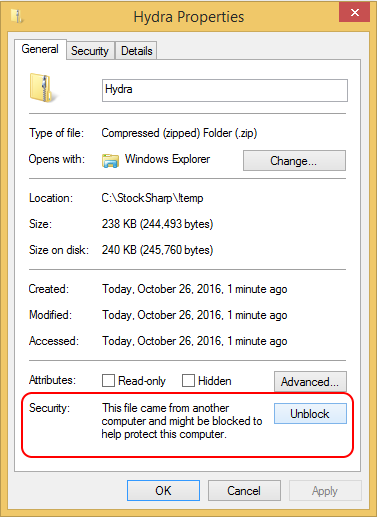 Hydra Properties
General Security Details
Hydra
Type of file: Compressed (zipped) Folder (.zip)
Opens with: Windows Explorer Change...
Location: C:\StockSharp\!temp
Size: 238 KB (244,493 bytes)
Size on disk: 240 KB (245,760 bytes)
Created: Today, October 26, 2016, 1 minute ago
Modified: Today, October 26, 2016, 1 minute ago
Accessed: Today, October 26, 2016, 1 minute ago
Attributes: Read-only Hidden Advanced...
Security: This file came from another
computer and might be blocked to
help protect this computer.
Unblock
OK Cancel Apply